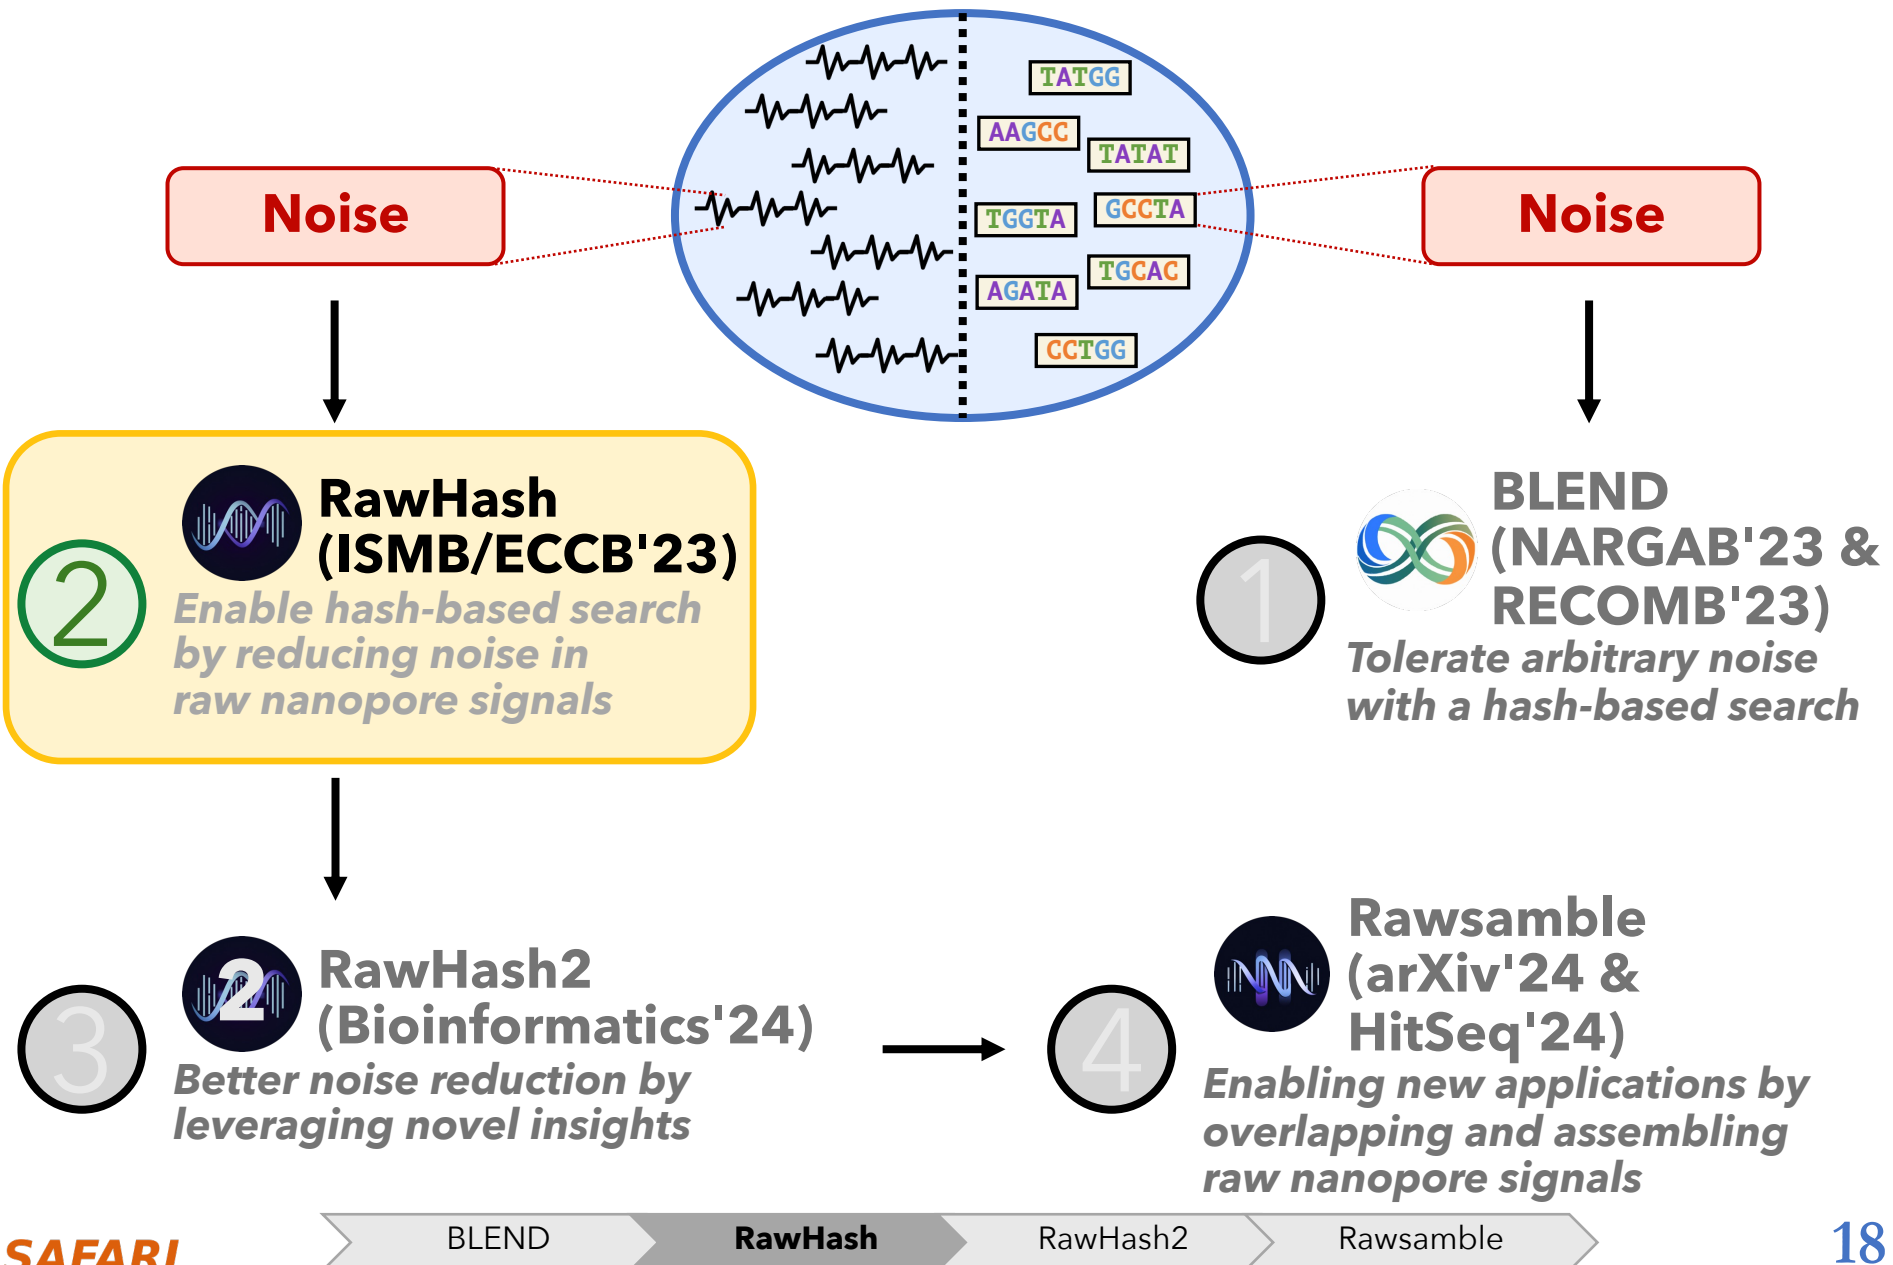 TATGG
AAGCC
TATAT
GCCTA
TGGTA
TGCAC
AGATA
CCTGG
Noise
Noise
2
RawHash
(ISMB/ECCB'23)
Enable hash-based search
by reducing noise in
raw nanopore signals
1
BLEND
(NARGAB'23 &
RECOMB'23)
Tolerate arbitrary noise
with a hash-based search
3
2
RawHash2
(Bioinformatics'24)
Better noise reduction by
leveraging novel insights
4
Rawsamble
(arXiv'24 &
HitSeq'24)
Enabling new applications by
overlapping and assembling
raw nanopore signals
SAFARI
BLEND
RawHash
RawHash2
Rawsamble
18